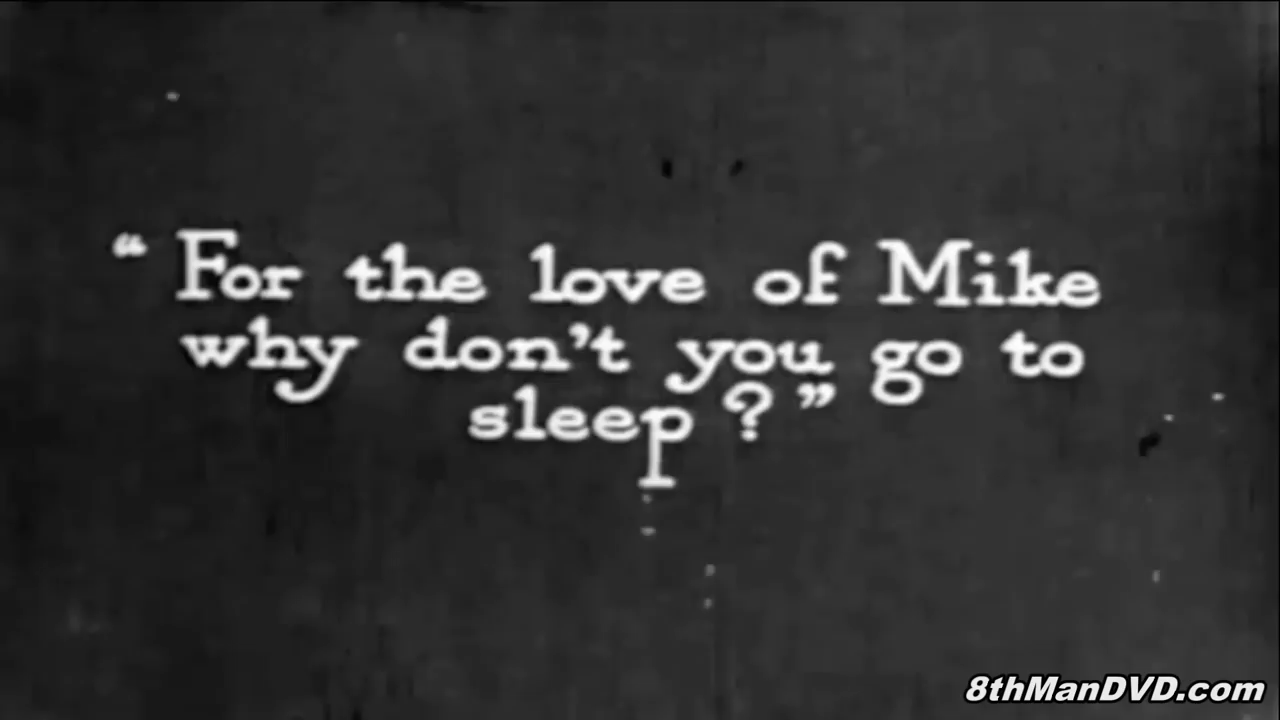 “ For the love of Mike
why don't you go to
sleep ? ”
8thManDVD.com